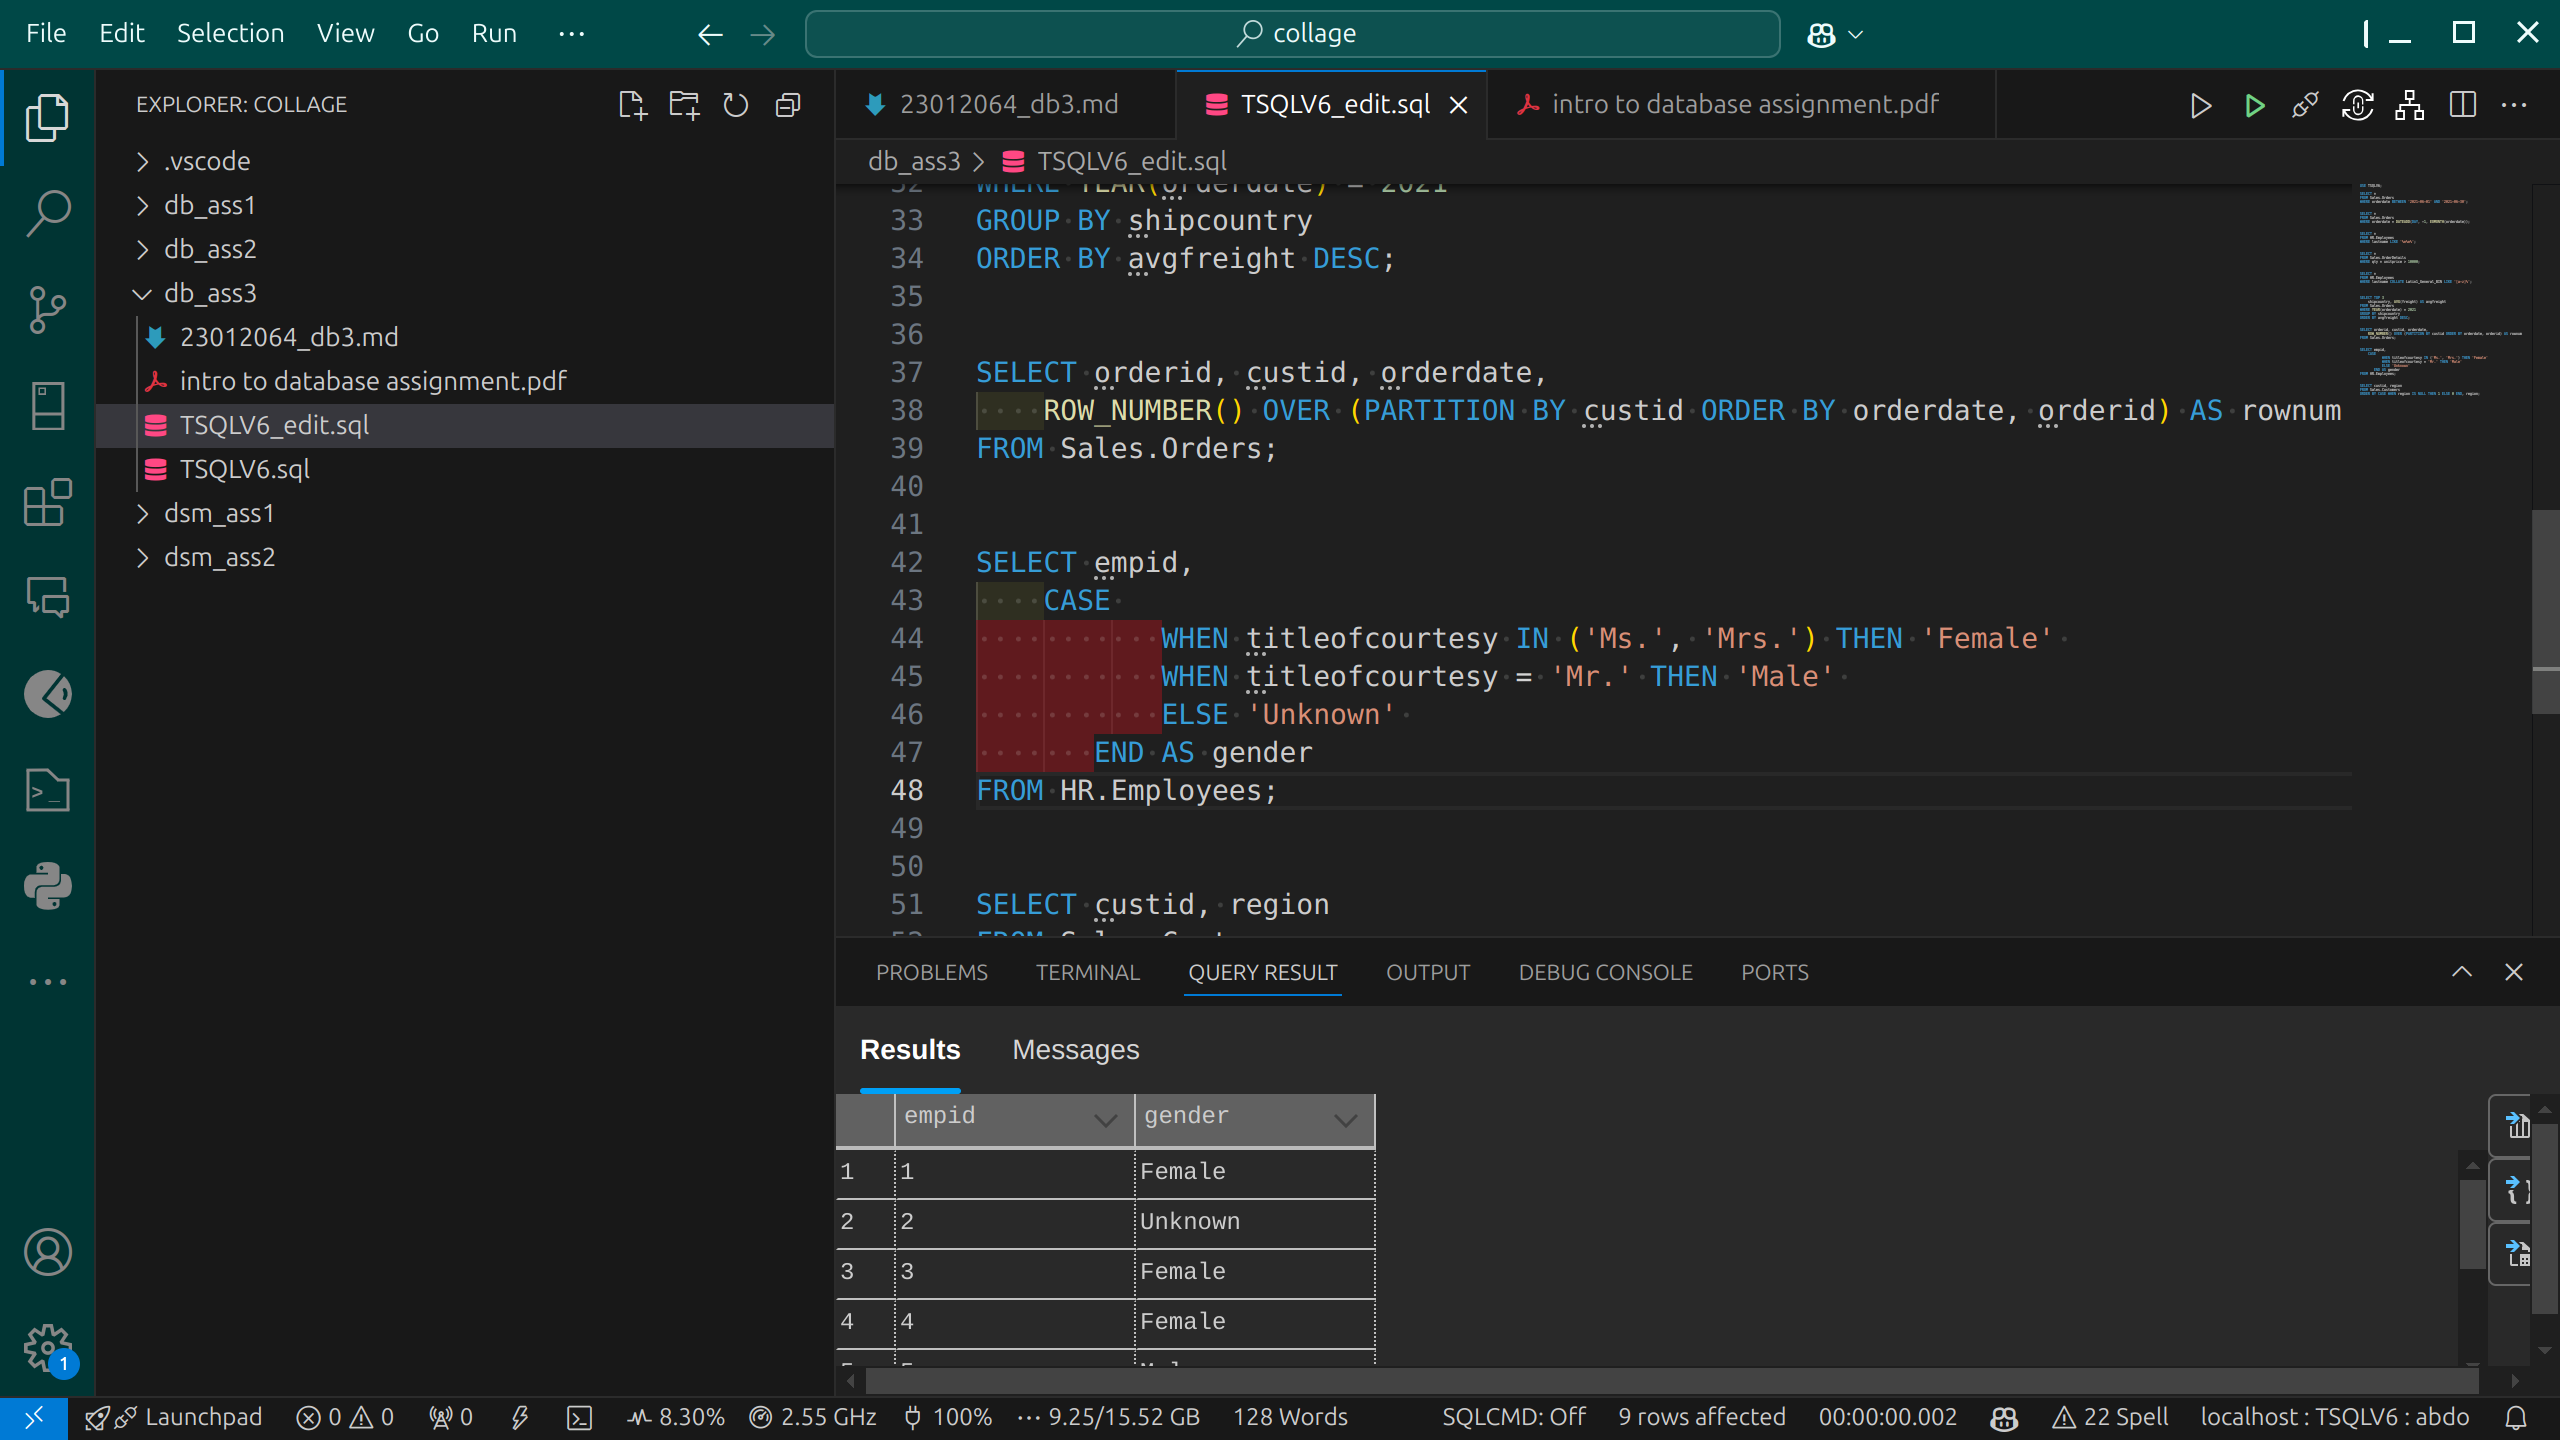 File Edit Selection View Go Run ···
collage
EXPLORER: COLLAGE
.vscode
db_ass1
db_ass2
db_ass3
23012064_db3.md
intro to database assignment.pdf
TSQLV6_edit.sql
TSQLV6.sql
dsm_ass1
dsm_ass2
23012064_db3.md TSQLV6_edit.sql intro to database assignment.pdf
db_ass3 > TSQLV6_edit.sql
32 WHERE YEAR(orderdate) = 2021
33 GROUP BY shipcountry
34 ORDER BY avgfreight DESC;
35
36
37 SELECT orderid, custid, orderdate,
38 ROW_NUMBER() OVER (PARTITION BY custid ORDER BY orderdate, orderid) AS rownum
39 FROM Sales.Orders;
40
41
42 SELECT empid,
43 CASE
44 WHEN titleofcourtesy IN ('Ms.', 'Mrs.') THEN 'Female'
45 WHEN titleofcourtesy = 'Mr.' THEN 'Male'
46 ELSE 'Unknown'
47 END AS gender
48 FROM HR.Employees;
49
50
51 SELECT custid, region
PROBLEMS TERMINAL QUERY RESULT OUTPUT DEBUG CONSOLE PORTS
Results Messages
empid gender
1 1 Female
2 2 Unknown
3 3 Female
4 4 Female
1
Launchpad 0 0 0 8.30% 2.55 GHz 100% ··· 9.25/15.52 GB 128 Words SQLCMD: Off 9 rows affected 00:00:00.002 22 Spell localhost : TSQLV6 : abdo